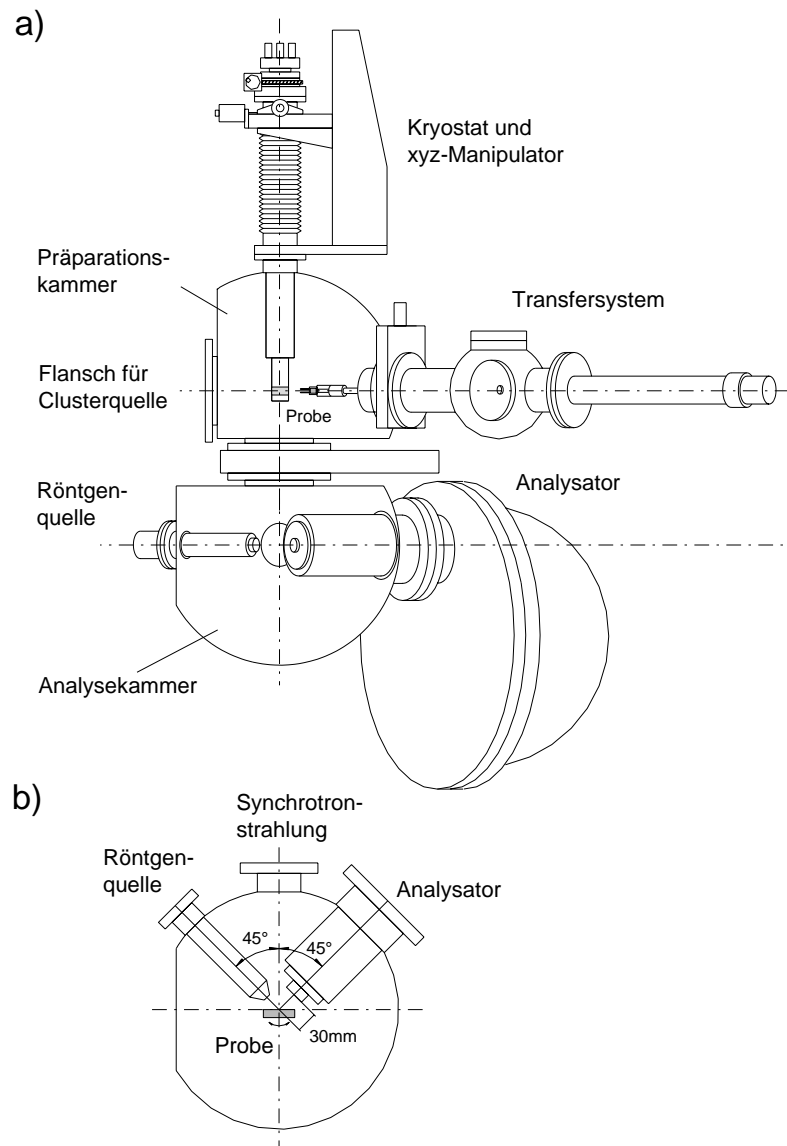 a)
Kryostat und
xyz-Manipulator
Präparations-
kammer
Transfersystem
Flansch für
Clusterquelle
Probe
Röntgen-
quelle
Analysator
Analysekammer
b)
Synchrotron-
strahlung
Röntgen-
quelle
Analysator
45°
45°
30mm
Probe